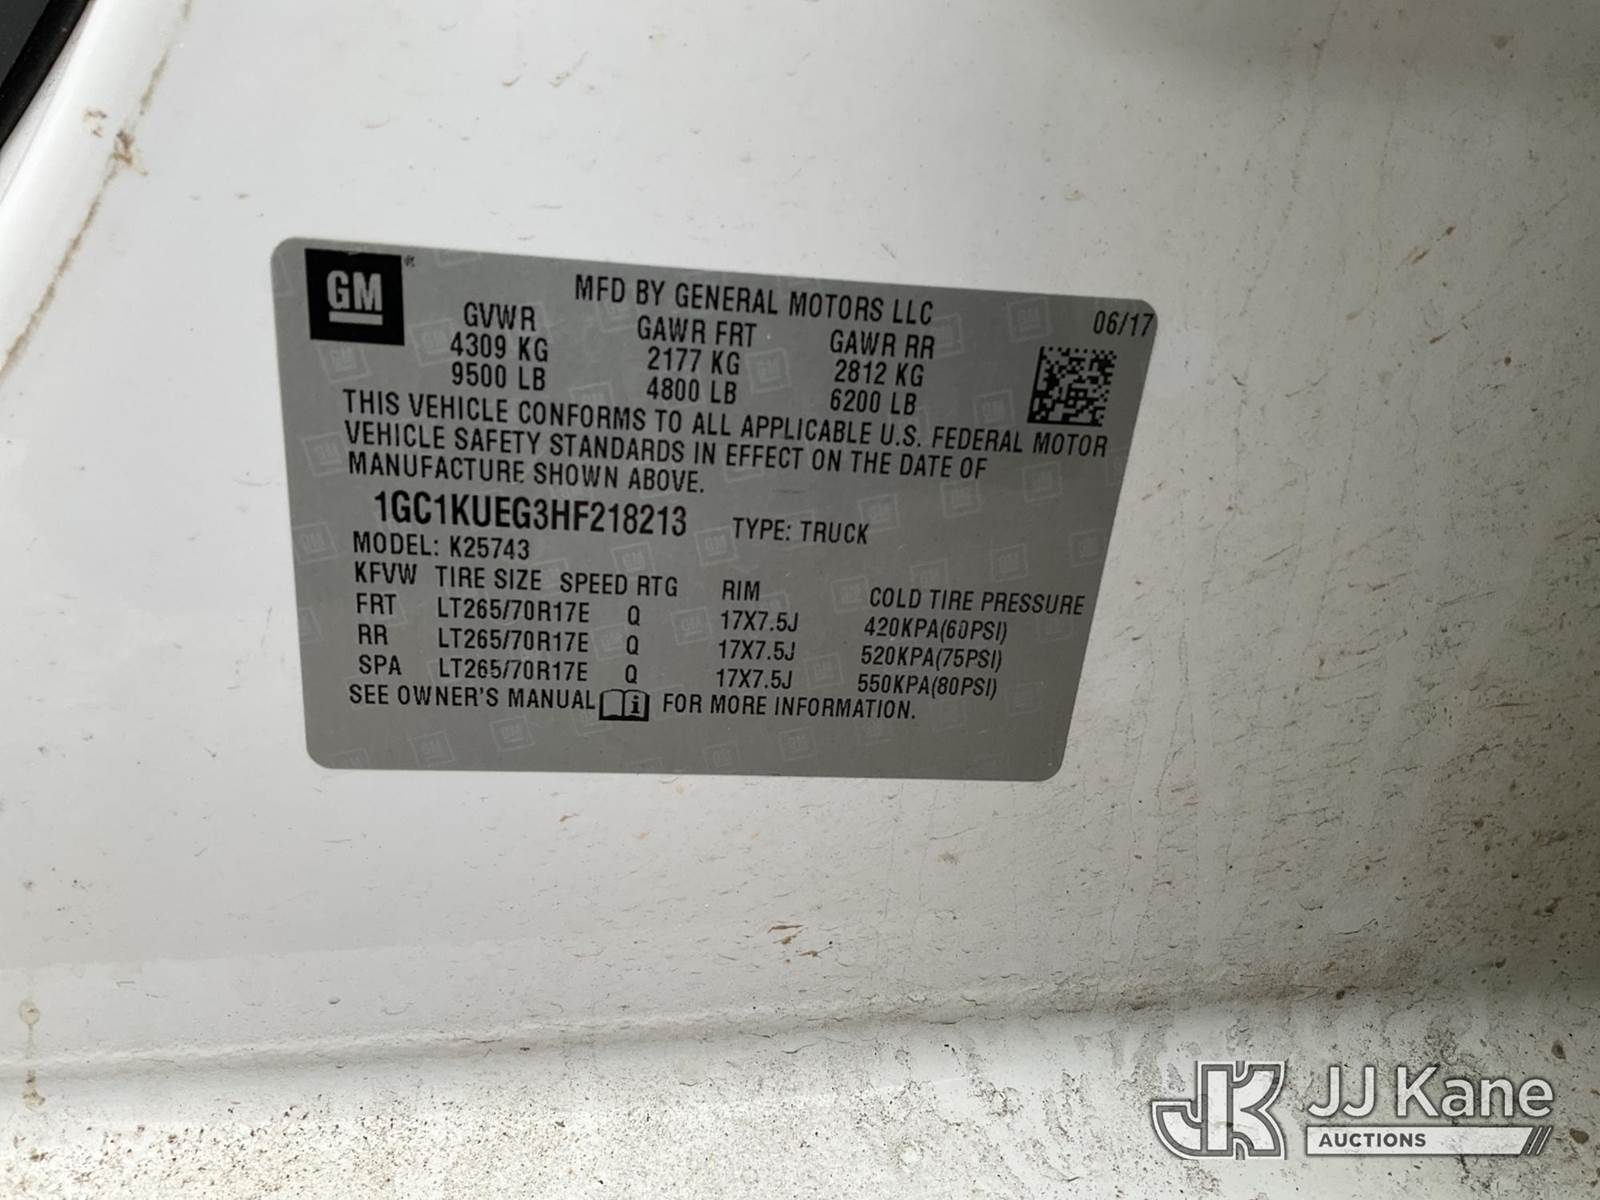 GM
MFD BY GENERAL MOTORS LLC
06/17
GVWR GAWR FRT GAWR RR
4309 KG 2177 KG 2812 KG
9500 LB 4800 LB 6200 LB
THIS VEHICLE CONFORMS TO ALL APPLICABLE U.S. FEDERAL MOTOR
VEHICLE SAFETY STANDARDS IN EFFECT ON THE DATE OF
MANUFACTURE SHOWN ABOVE.
1GC1KUEG3HF218213 TYPE: TRUCK
MODEL: K25743
KFVW TIRE SIZE SPEED RTG RIM COLD TIRE PRESSURE
FRT LT265/70R17E Q 17X7.5J 420KPA(60PSI)
RR LT265/70R17E Q 17X7.5J 520KPA(75PSI)
SPA LT265/70R17E Q 17X7.5J 550KPA(80PSI)
SEE OWNER'S MANUAL i FOR MORE INFORMATION.
JK JJ Kane
AUCTIONS